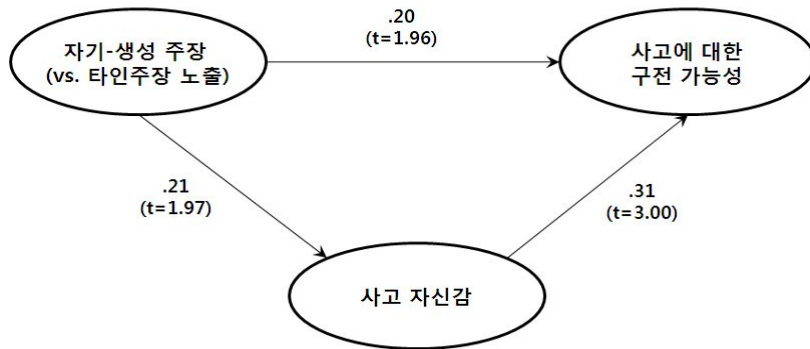 자기-생성 주장
(vs. 타인주장 노출)
.20
(t=1.96)
사고에 대한
구전 가능성
.21
(t=1.97)
.31
(t=3.00)
사고 자신감